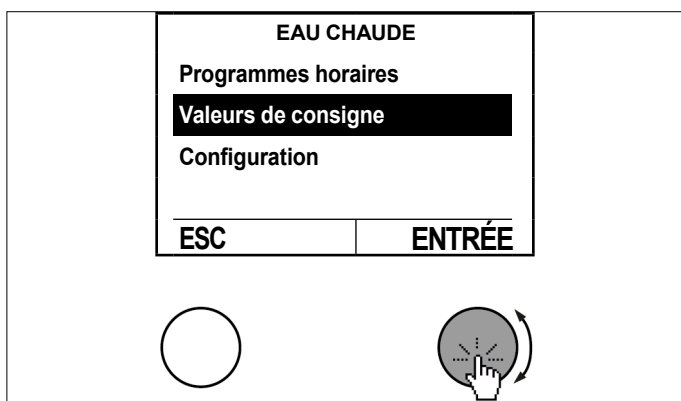 EAU CHAUDE
Programmes horaires
Valeurs de consigne
Configuration
ESC ENTRÉE